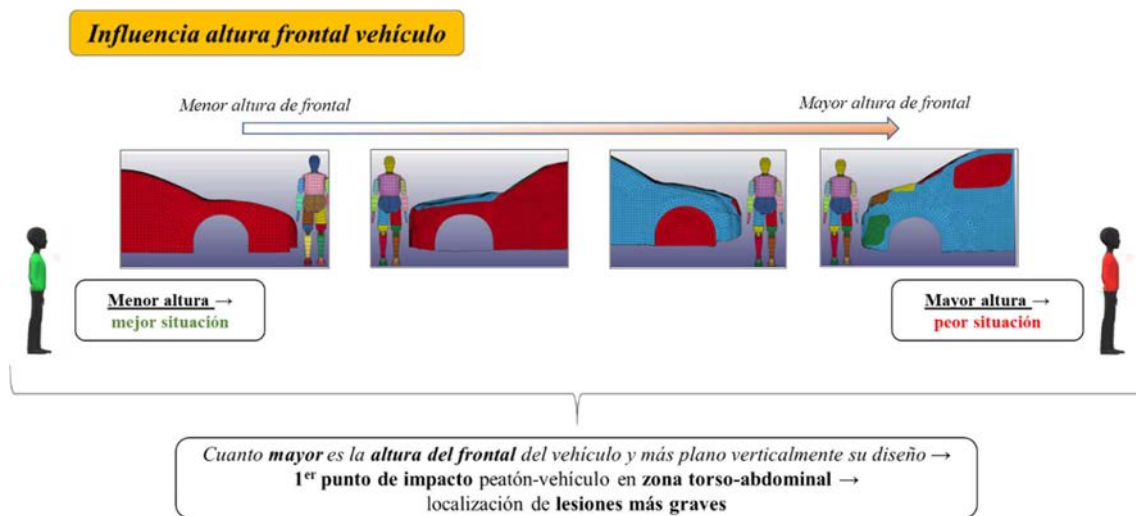 Influencia altura frontal vehículo
Menor altura de frontal
Mayor altura de frontal
Menor altura →
mejor situación
Mayor altura →
peor situación
Cuanto mayor es la altura del frontal del vehículo y más plano verticalmente su diseño →
1er punto de impacto peatón-vehículo en zona torso-abdominal →
localización de lesiones más graves